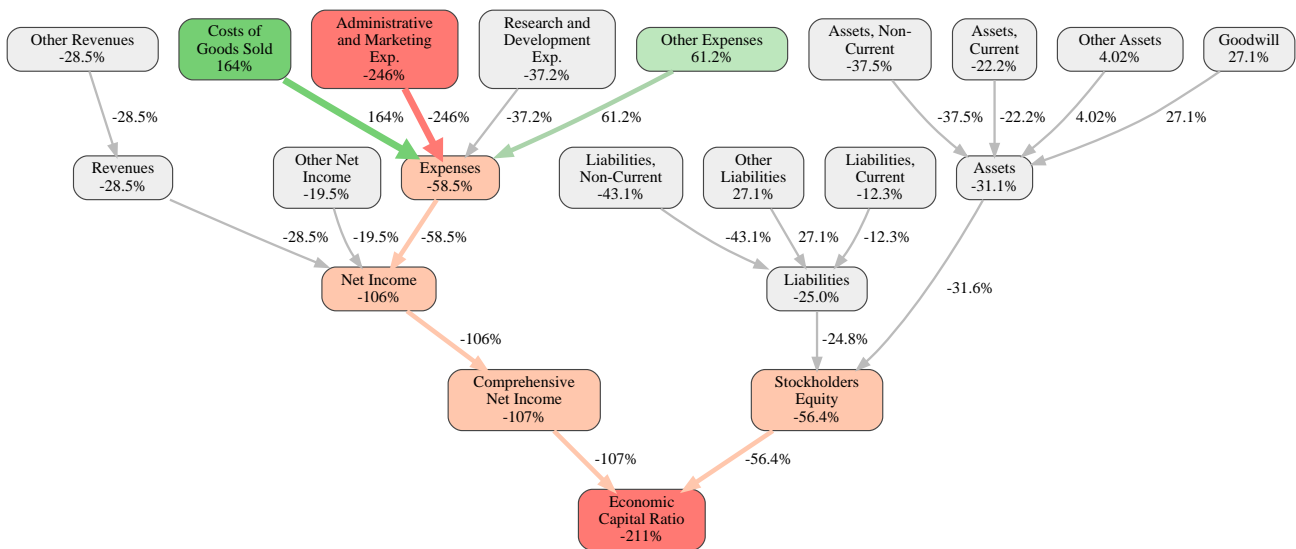 Other Revenues
-28.5%
Costs of
Goods Sold
164%
Administrative
and Marketing
Exp.
-246%
Research and
Development
Exp.
-37.2%
Other Expenses
61.2%
Assets, Non-
Current
-37.5%
Assets,
Current
-22.2%
Other Assets
4.02%
Goodwill
27.1%
-28.5%
164%
-246%
-37.2%
61.2%
-37.5%
-22.2%
4.02%
27.1%
Revenues
-28.5%
Other Net
Income
-19.5%
Expenses
-58.5%
Liabilities,
Non-Current
-43.1%
Other
Liabilities
27.1%
Liabilities,
Current
-12.3%
Assets
-31.1%
-28.5%
-19.5%
-58.5%
-43.1%
27.1%
-12.3%
Net Income
-106%
Liabilities
-25.0%
-31.6%
-106%
-24.8%
Comprehensive
Net Income
-107%
Stockholders
Equity
-56.4%
-107%
-56.4%
Economic
Capital Ratio
-211%